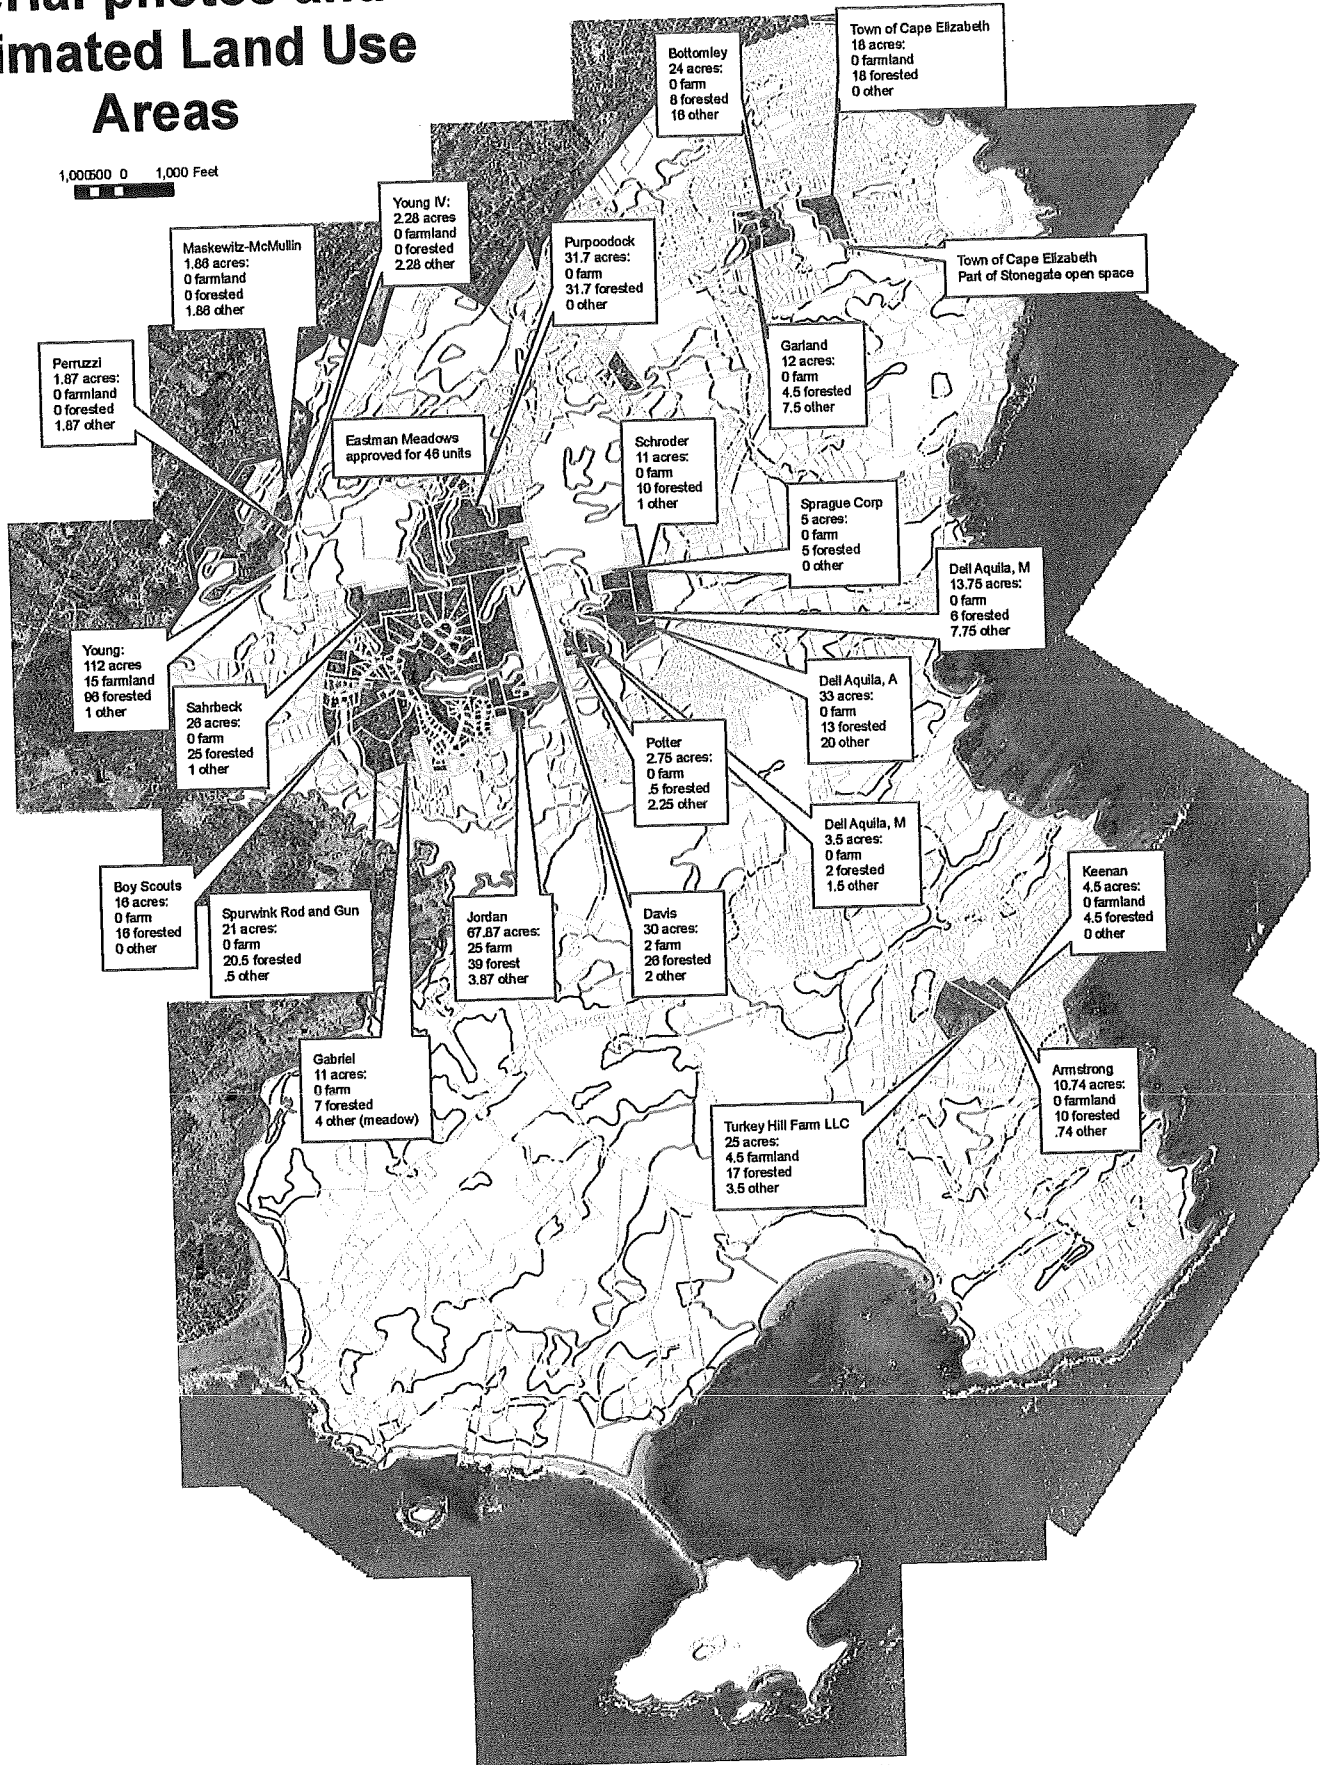 imated Land Use
Areas
1,000500 0 1,000 Feet
Bottomley
24 acres:
0 farm
8 forested
16 other
Town of Cape Elizabeth
18 acres:
0 farmland
18 forested
0 other
Young IV:
2.28 acres
0 farmland
0 forested
2.28 other
Maskewitz-McMullin
1.86 acres:
0 farmland
0 forested
1.86 other
Purpoodock
31.7 acres:
0 farm
31.7 forested
0 other
Town of Cape Elizabeth
Part of Stonegate open space
Perruzzi
1.87 acres:
0 farmland
0 forested
1.87 other
Garland
12 acres:
0 farm
4.5 forested
7.5 other
Eastman Meadows
approved for 46 units
Schroder
11 acres:
0 farm
10 forested
1 other
Sprague Corp
5 acres:
0 farm
5 forested
0 other
Dell Aquila, M
13.75 acres:
0 farm
6 forested
7.75 other
Young:
112 acres
15 farmland
96 forested
1 other
Sahrbeck
26 acres:
0 farm
25 forested
1 other
Dell Aquila, A
33 acres:
0 farm
13 forested
20 other
Potter
2.75 acres:
0 farm
.5 forested
2.25 other
Dell Aquila, M
3.5 acres:
0 farm
2 forested
1.5 other
Keenan
4.5 acres:
0 farmland
4.5 forested
0 other
Boy Scouts
16 acres:
0 farm
16 forested
0 other
Spurwink Rod and Gun
21 acres:
0 farm
20.5 forested
.5 other
Jordan
67.87 acres:
25 farm
39 forest
3.87 other
Davis
30 acres:
2 farm
26 forested
2 other
Gabriel
11 acres:
0 farm
7 forested
4 other (meadow)
Armstrong
10.74 acres:
0 farmland
10 forested
.74 other
Turkey Hill Farm LLC
25 acres:
4.5 farmland
17 forested
3.5 other